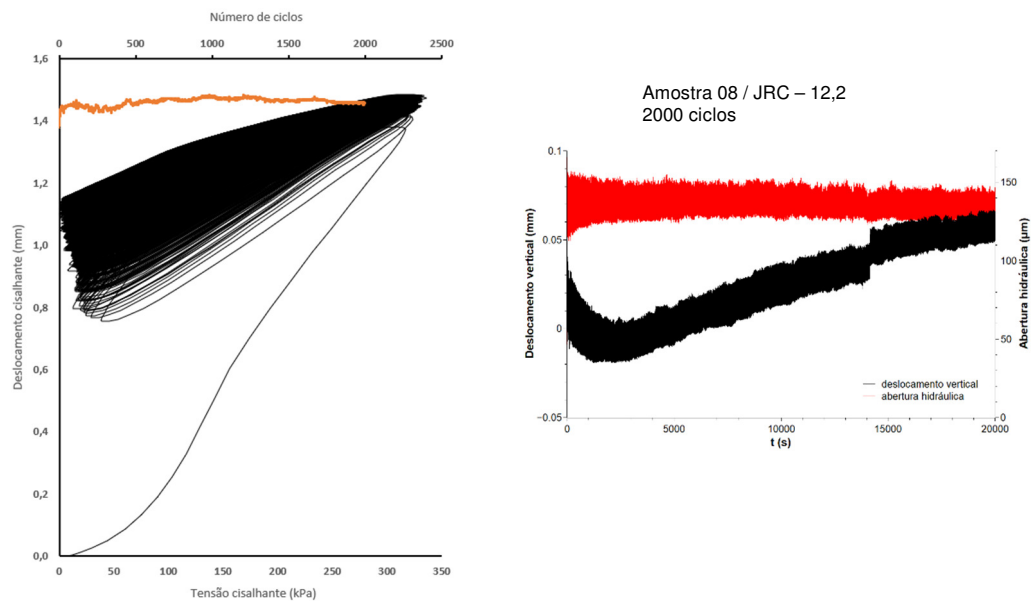 Número de ciclos
0 500 1000 1500 2000 2500
1,6
1,4
1,2
1,0
0,8
0,6
0,4
0,2
0,0
Deslocamento cisalhante (mm)
0 50 100 150 200 250 300 350
Tensão cisalhante (kPa)
Amostra 08 / JRC – 12,2
2000 ciclos
0.1
0.05
0
−0.05
Deslocamento vertical (mm)
150
100
50
0
Abertura hidráulica (μm)
deslocamento vertical
abertura hidráulica
0 5000 10000 15000 20000
t (s)